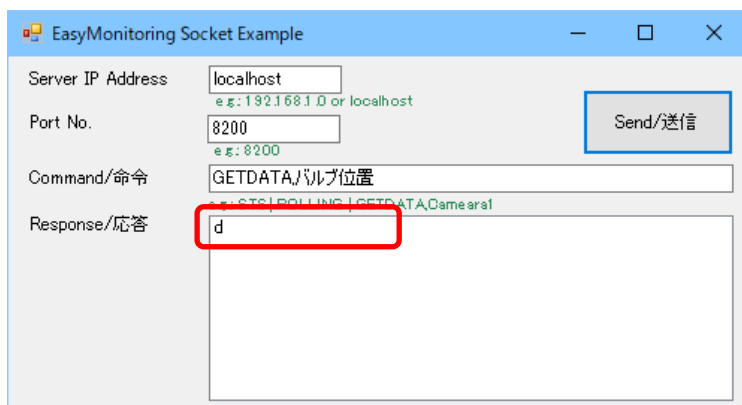 EasyMonitoring Socket Example
Server IP Address
localhost
e.g.: 192.168.1.0 or localhost
Port No.
8200
e.g.: 8200
Send/送信
Command/命令
GETDATA,バルブ位置
e.g.: STS | POLLING | GETDATA,Cameara1
Response/応答
d